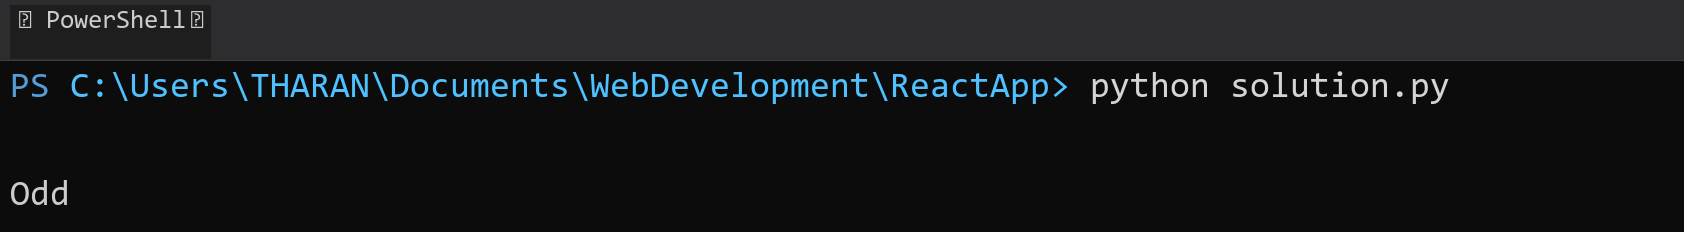 PowerShell
PS C:\Users\THARAN\Documents\WebDevelopment\ReactApp> python solution.py
Odd